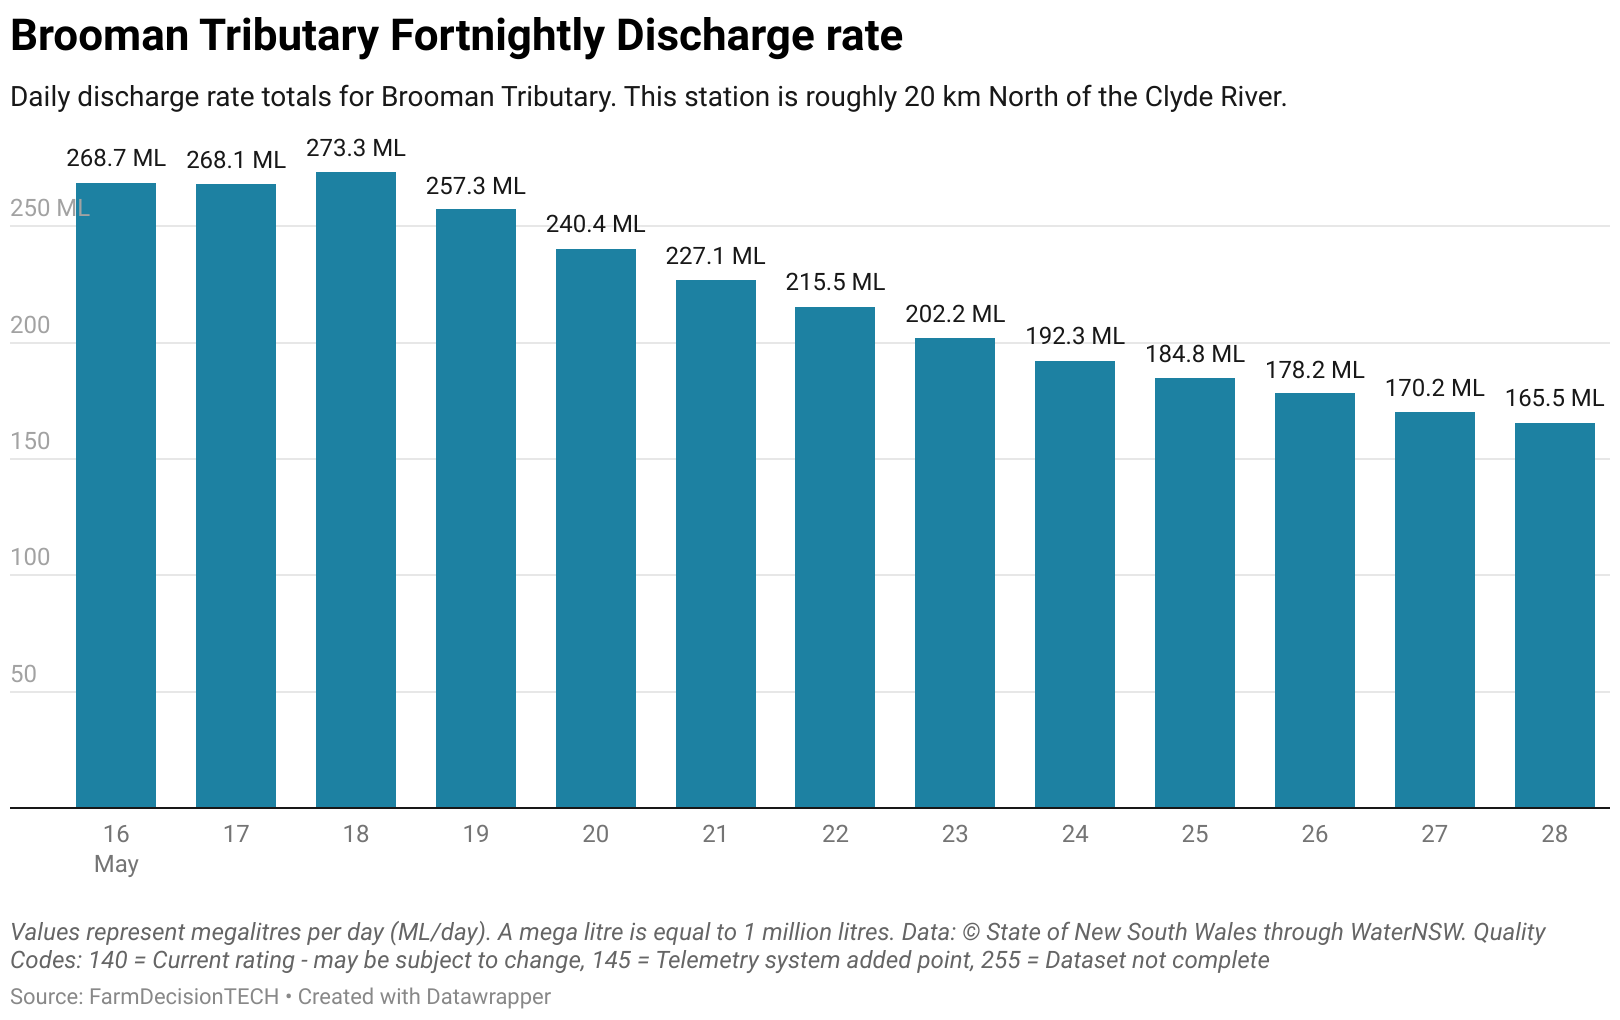 Brooman Tributary Fortnightly Discharge rate
Daily discharge rate totals for Brooman Tributary. This station is roughly 20 km North of the Clyde River.
268.7 ML
268.1 ML
273.3 ML
257.3 ML
240.4 ML
227.1 ML
215.5 ML
202.2 ML
192.3 ML
184.8 ML
178.2 ML
170.2 ML
165.5 ML
250 ML
200
150
100
50
16 17 18 19 20 21 22 23 24 25 26 27 28
May
Values represent megalitres per day (ML/day). A mega litre is equal to 1 million litres. Data: © State of New South Wales through WaterNSW. Quality
Codes: 140 = Current rating - may be subject to change, 145 = Telemetry system added point, 255 = Dataset not complete
Source: FarmDecisionTECH • Created with Datawrapper